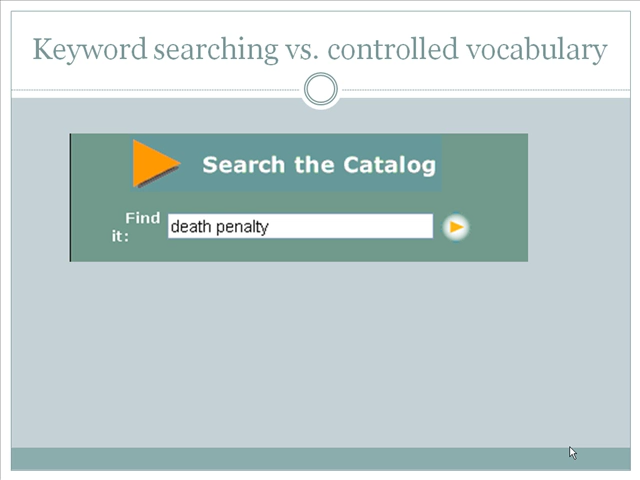 Keyword searching vs. controlled vocabulary
Search the Catalog
Find
it:
death penalty